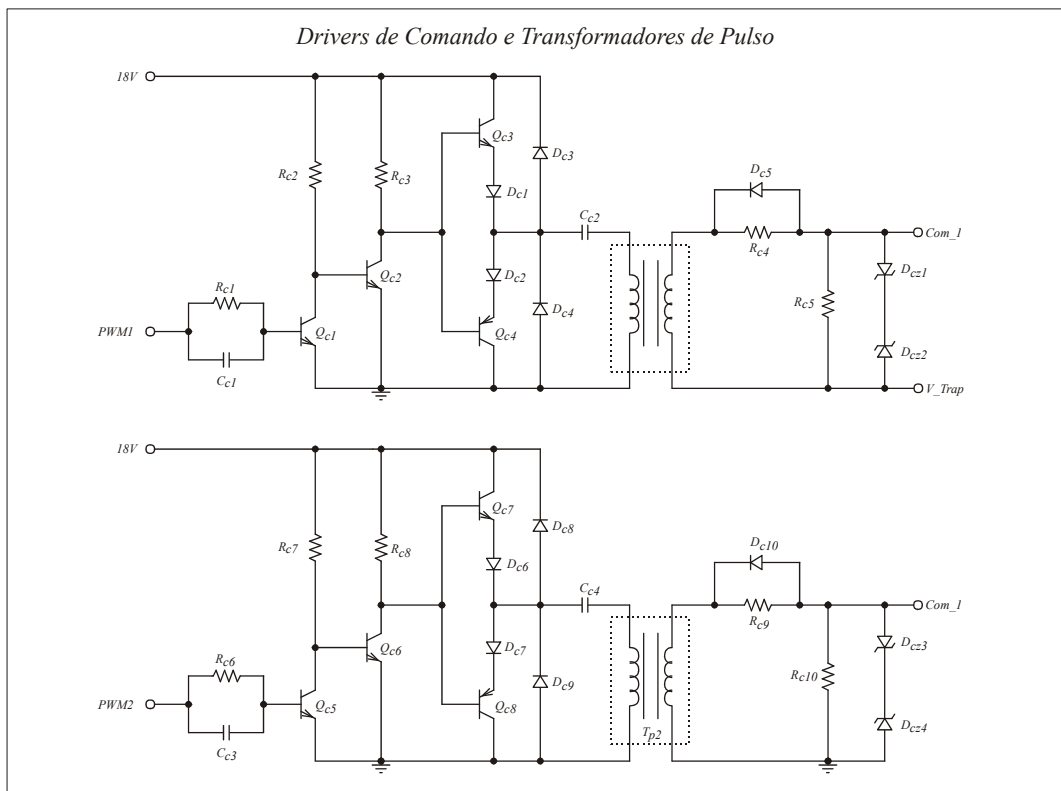 Drivers de Comando e Transformadores de Pulso
18V
Qc3
Dc3
Rc2
Rc3
Dc1
Dc5
Cc2
Rc4
Com_1
Qc2
Dc2
Dcz1
Rc1
Rc5
Dc4
PWM1
Qc1
Qc4
Dcz2
Cc1
V_Trap
18V
Qc7
Dc8
Rc7
Rc8
Dc6
Dc10
Cc4
Rc9
Com_1
Qc6
Dc7
Dcz3
Rc6
Rc10
Dc9
PWM2
Qc5
Qc8
Dcz4
Tp2
Cc3